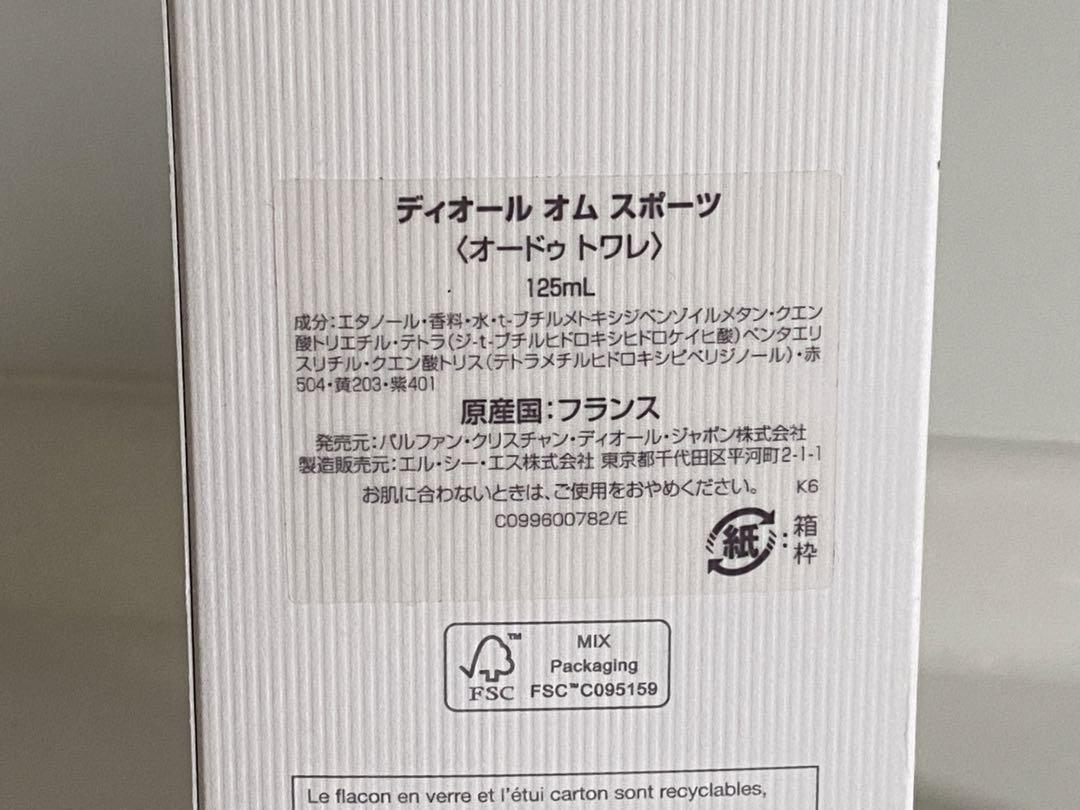 ディオール オム スポーツ
〈オードゥ トワレ〉
125mL
成分:エタノール・香料・水・t-ブチルメトキシジベンゾイルメタン・クエン
酸トリエチル・テトラ(ジ-t-ブチルヒドロキシヒドロケイヒ酸)ペンタエリ
スリチル・クエン酸トリス(テトラメチルヒドロキシピペリジノール)・赤
504・黄203・紫401
原産国:フランス
発売元:パルファン・クリスチャン・ディオール・ジャポン株式会社
製造販売元:エル・シー・エス株式会社 東京都千代田区平河町2-1-1
お肌に合わないときは、ご使用をおやめください。 K6
C099600782/E
紙:箱
枠
FSC™
MIX
Packaging
FSC™C095159
Le flacon en verre et l'étui carton sont recyclables,